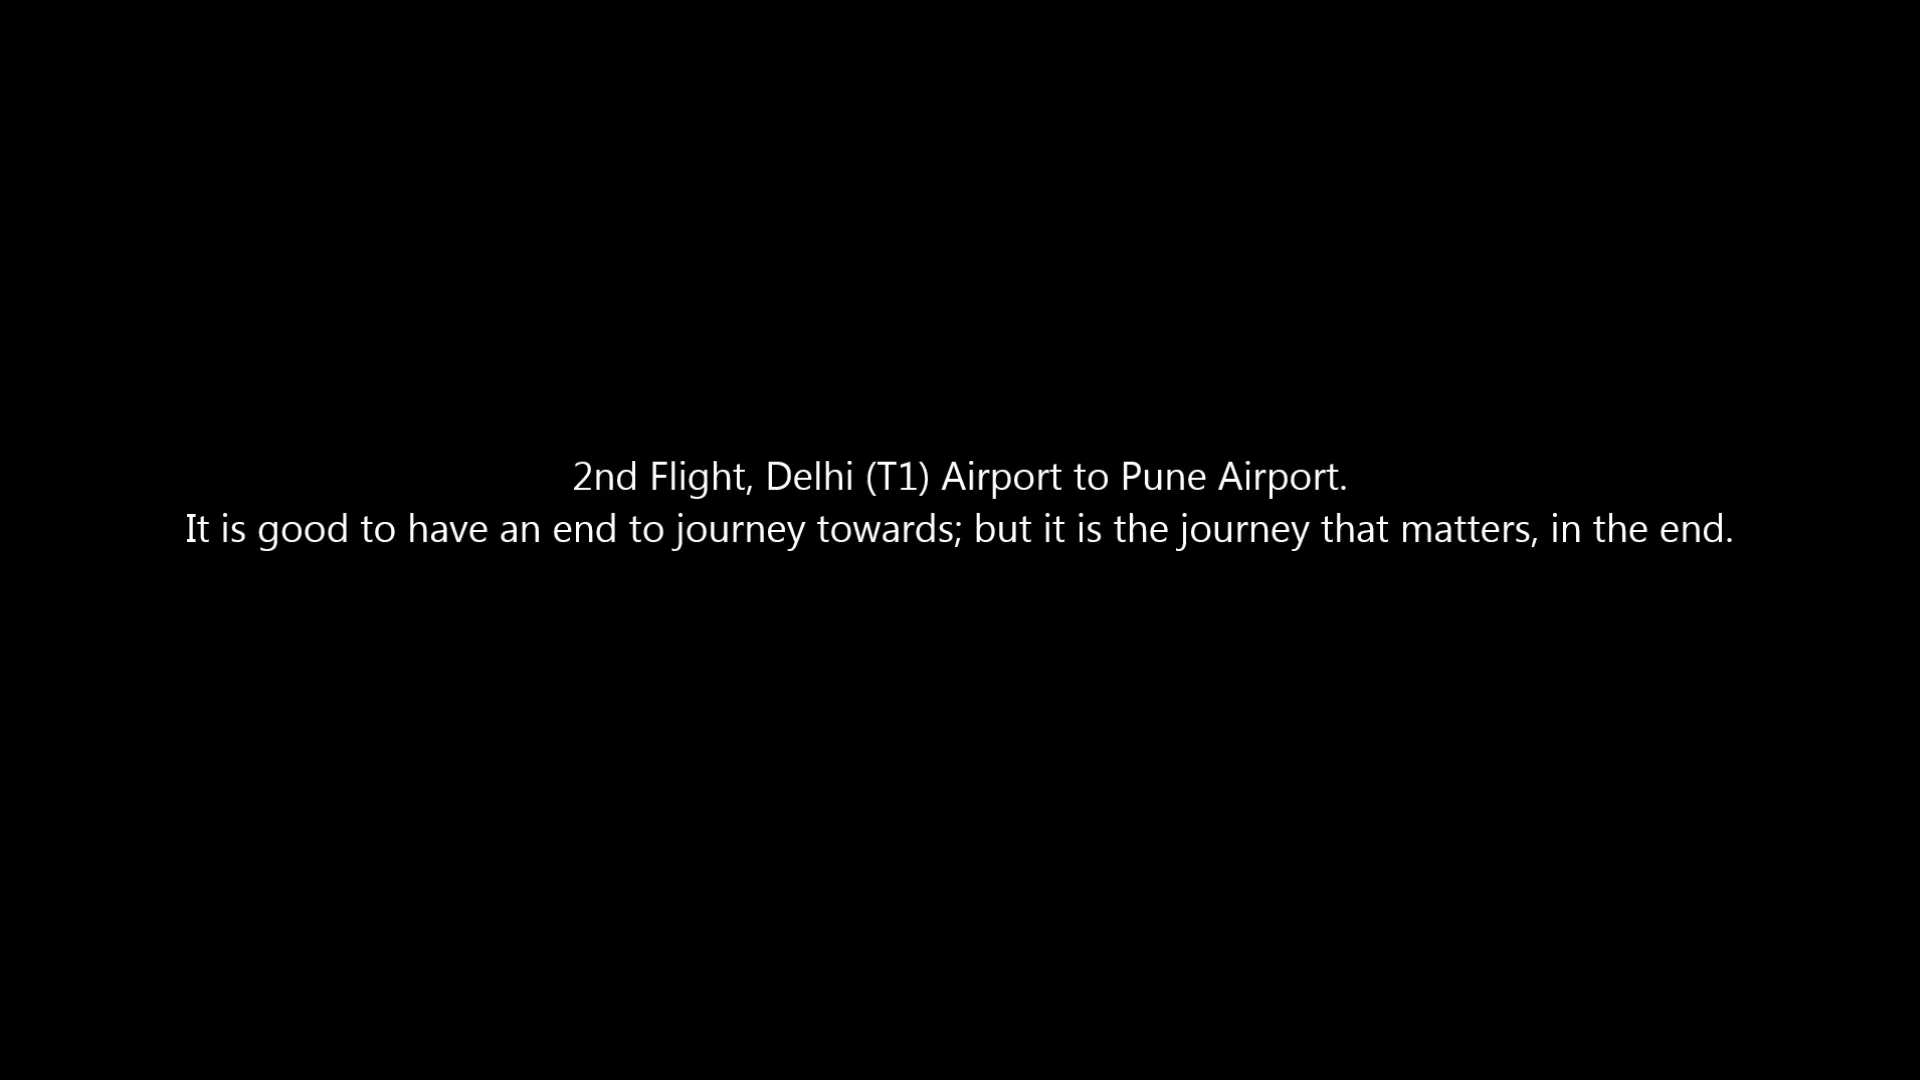 2nd Flight, Delhi (T1) Airport to Pune Airport.
It is good to have an end to journey towards; but it is the journey that matters, in the end.